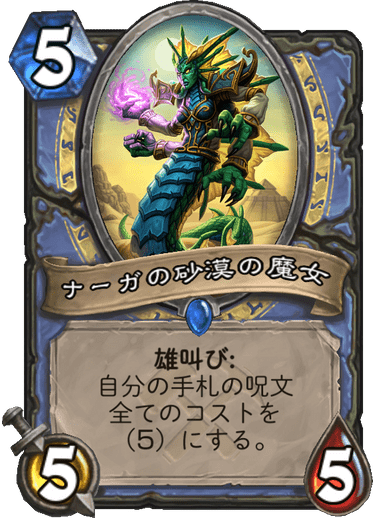 5
ナーガの砂漠の魔女
雄叫び:
自分の手札の呪文
全てのコストを
（5）にする。
5
5